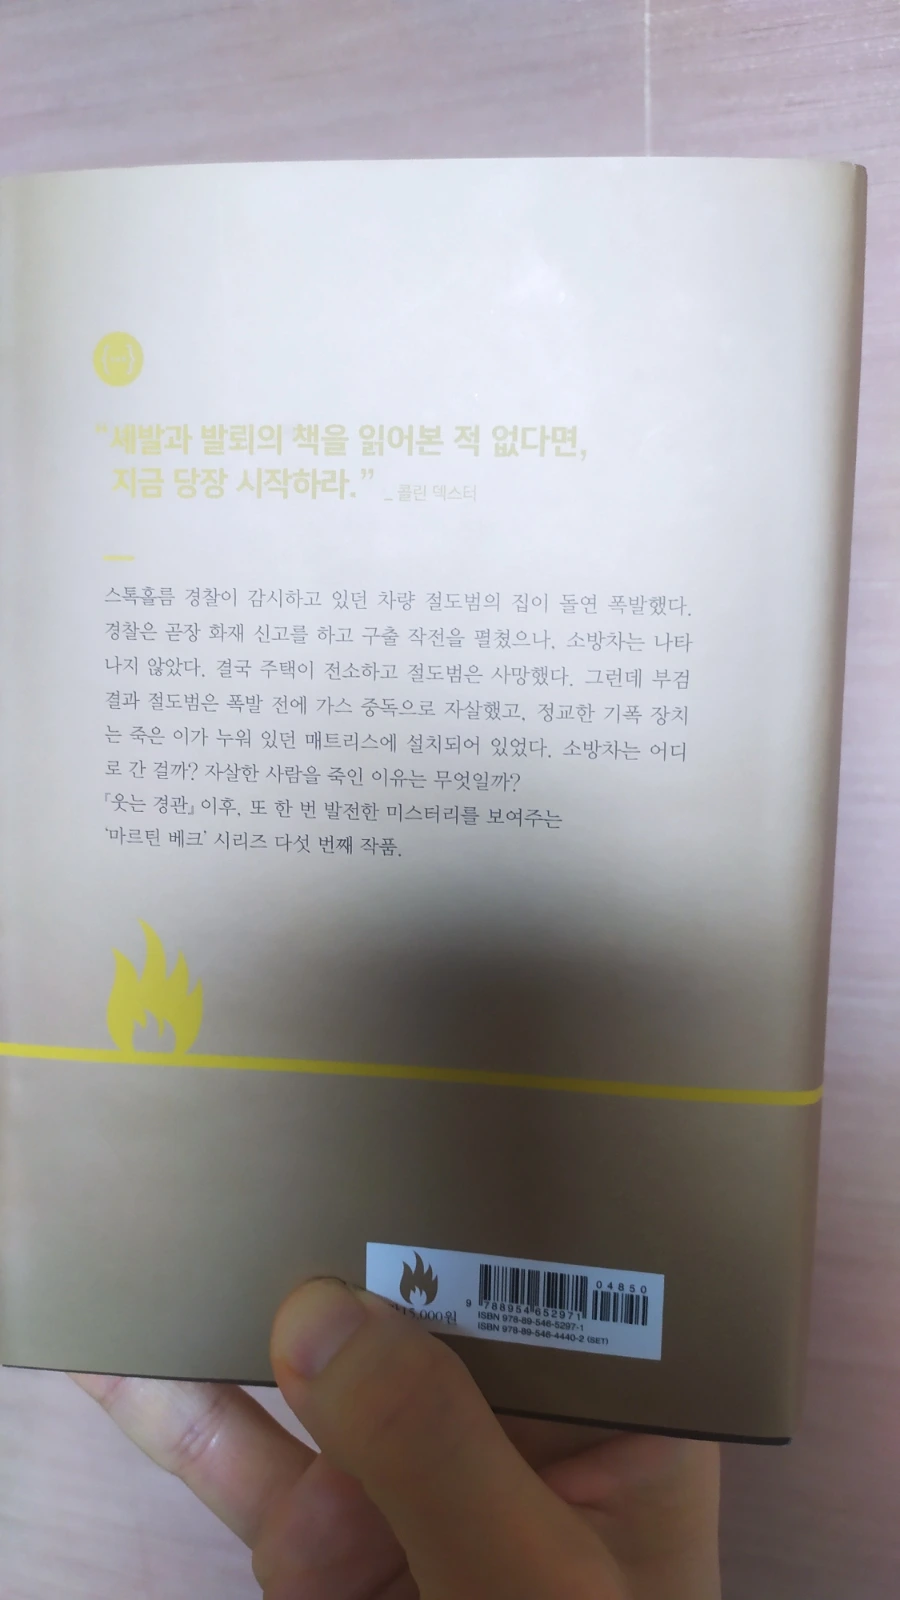 “셰발과 발뢰의 책을 읽어본 적 없다면,
지금 당장 시작하라.” _ 콜린 덱스터
스톡홀름 경찰이 감시하고 있던 차량 절도범의 집이 돌연 폭발했다.
경찰은 곧장 화재 신고를 하고 구출 작전을 펼쳤으나, 소방차는 나타
나지 않았다. 결국 주택이 전소하고 절도범은 사망했다. 그런데 부검
결과 절도범은 폭발 전에 가스 중독으로 자살했고, 정교한 기폭 장치
는 죽은 이가 누워 있던 매트리스에 설치되어 있었다. 소방차는 어디
로 간 걸까? 자살한 사람을 죽인 이유는 무엇일까?
『웃는 경관』 이후, 또 한 번 발전한 미스터리를 보여주는
‘마르틴 베크’ 시리즈 다섯 번째 작품.
15,000원
04850
9 788954 652971
ISBN 978-89-546-5297-1
ISBN 978-89-546-4440-2 (SET)